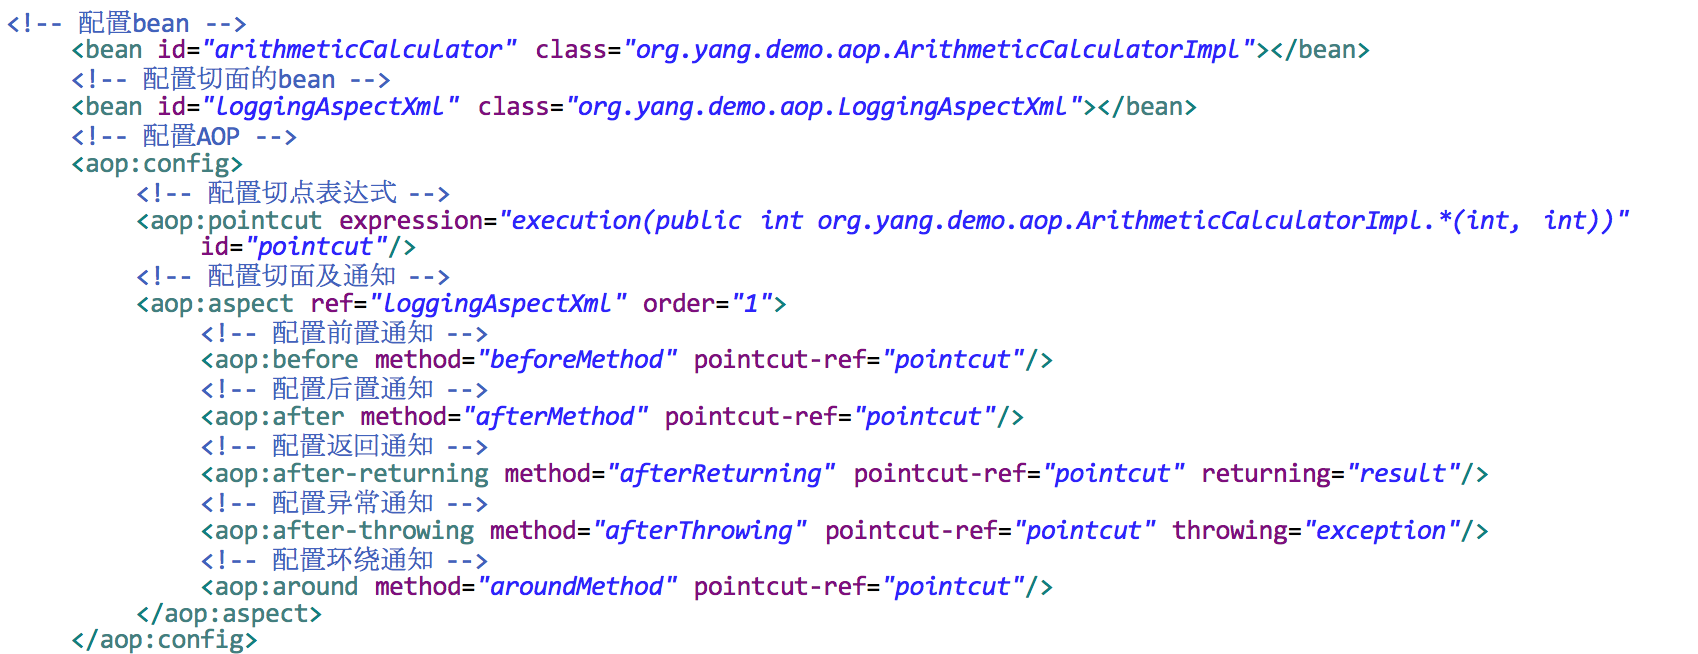 <!-- 配置bean -->
<bean id="arithmeticCalculator" class="org.yang.demo.aop.ArithmeticCalculatorImpl"></bean>
<!-- 配置切面的bean -->
<bean id="loggingAspectXml" class="org.yang.demo.aop.LoggingAspectXml"></bean>
<!-- 配置AOP -->
<aop:config>
<!-- 配置切点表达式 -->
<aop:pointcut expression="execution(public int org.yang.demo.aop.ArithmeticCalculatorImpl.*(int, int))"
id="pointcut"/>
<!-- 配置切面及通知 -->
<aop:aspect ref="loggingAspectXml" order="1">
<!-- 配置前置通知 -->
<aop:before method="beforeMethod" pointcut-ref="pointcut"/>
<!-- 配置后置通知 -->
<aop:after method="afterMethod" pointcut-ref="pointcut"/>
<!-- 配置返回通知 -->
<aop:after-returning method="afterReturning" pointcut-ref="pointcut" returning="result"/>
<!-- 配置异常通知 -->
<aop:after-throwing method="afterThrowing" pointcut-ref="pointcut" throwing="exception"/>
<!-- 配置环绕通知 -->
<aop:around method="aroundMethod" pointcut-ref="pointcut"/>
</aop:aspect>
</aop:config>